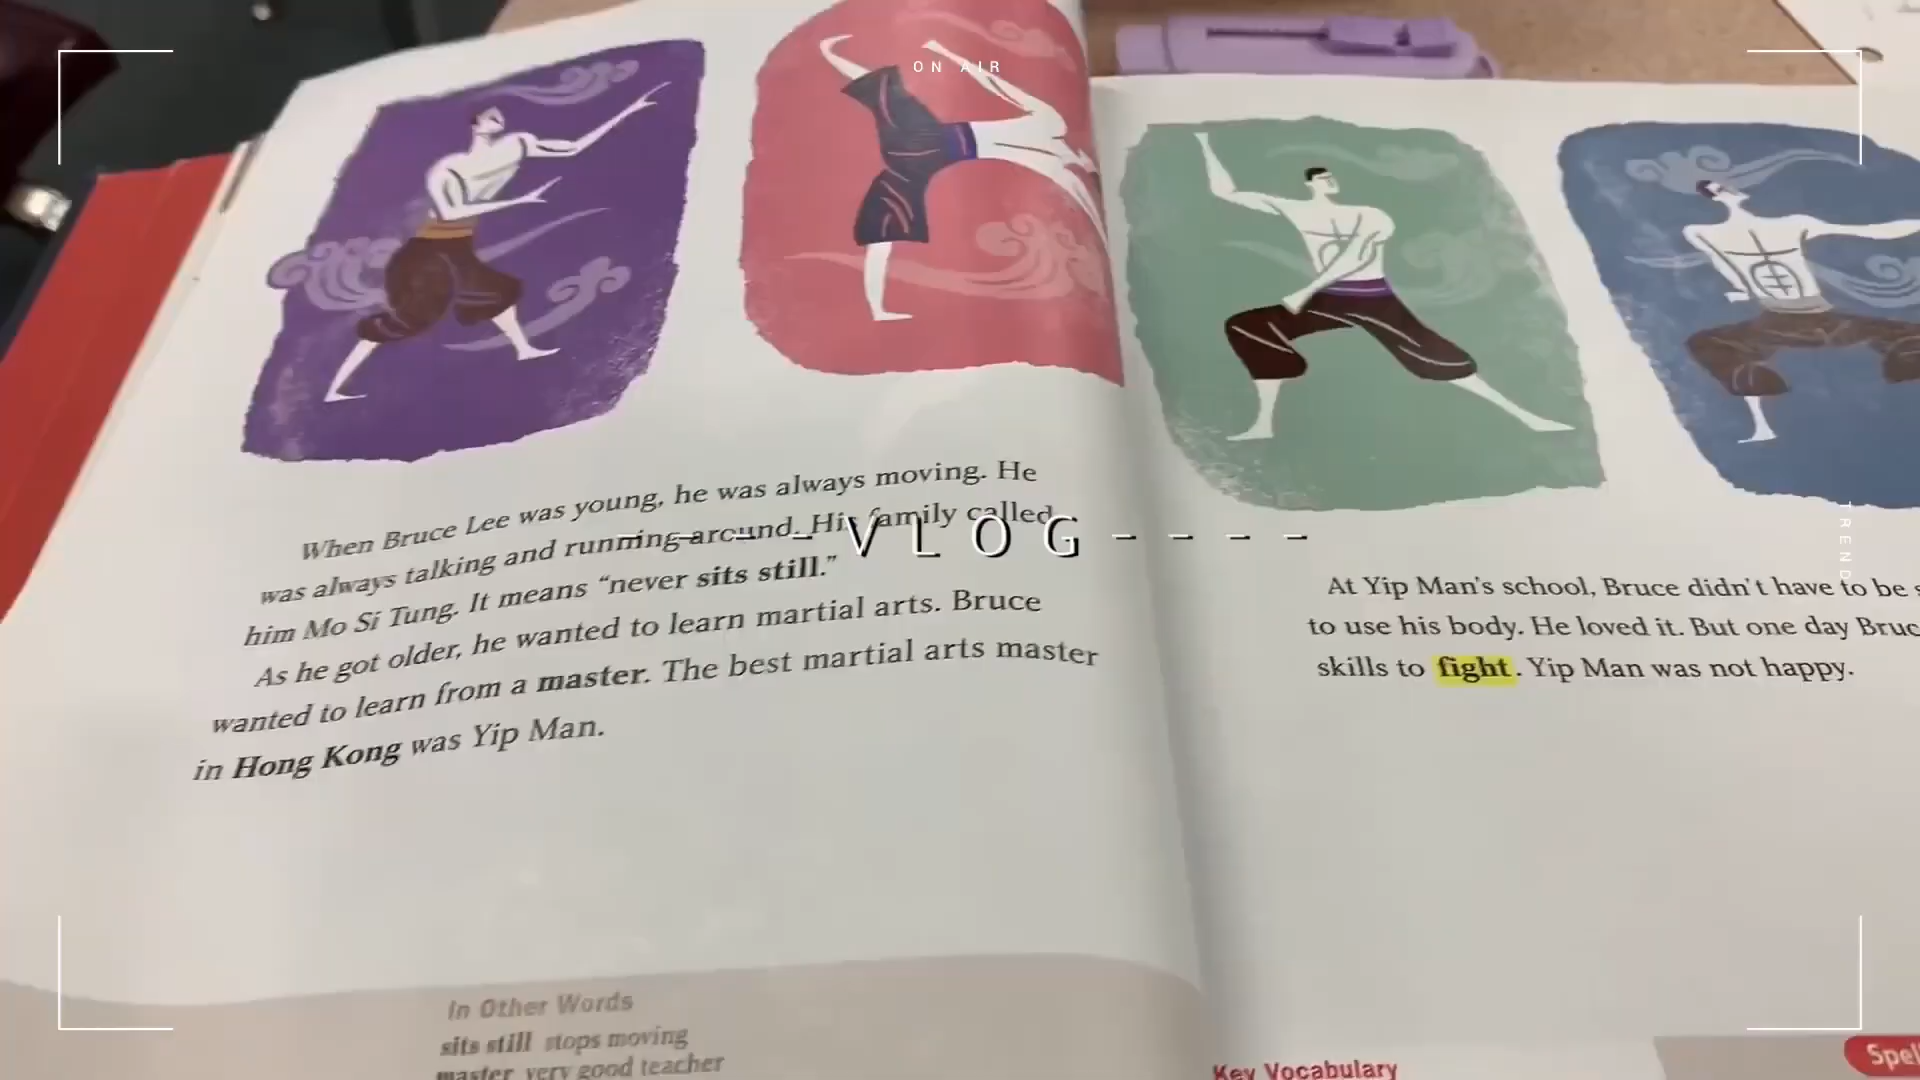 ON AIR
When Bruce Lee was young, he was always moving. He
was always talking and running around. His family called
him Mo Si Tung. It means “never sits still.”
As he got older, he wanted to learn martial arts. Bruce
wanted to learn from a master. The best martial arts master
in Hong Kong was Yip Man.
----VLOG----
TREND
At Yip Man's school, Bruce didn't have to be
to use his body. He loved it. But one day
skills to fight. Yip Man was not happy.
In Other Words
sits still stops moving
master very good teacher
Key Vocabulary